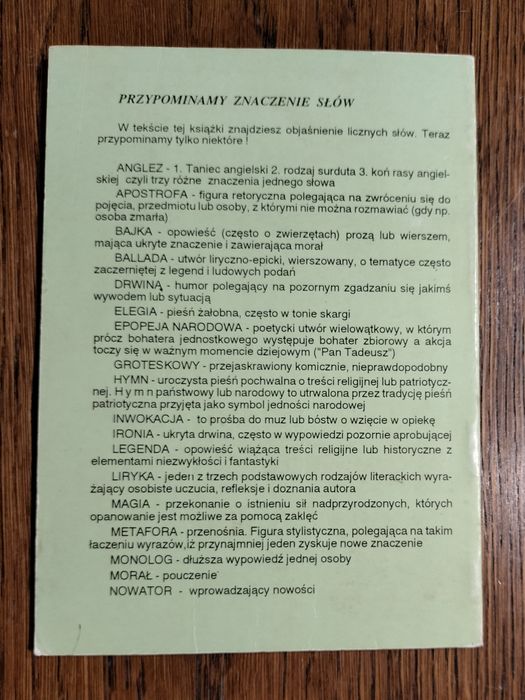 PRZYPOMINAMY ZNACZENIE SŁÓW
W tekście tej książki znajdziesz objaśnienie licznych słów. Teraz
przypominamy tylko niektóre !
ANGLEZ - 1. Taniec angielski 2. rodzaj surduta 3. koń rasy angiel-
skiej czyli trzy różne znaczenia jednego słowa
APOSTROFA - figura retoryczna polegająca na zwróceniu się do
pojęcia, przedmiotu lub osoby, z którymi nie można rozmawiać (gdy np.
osoba zmarła)
BAJKA - opowieść (często o zwierzętach) prozą lub wierszem,
mająca ukryte znaczenie i zawierająca morał
BALLADA - utwór liryczno-epicki, wierszowany, o tematyce często
zaczerniętej z legend i ludowych podań
DRWINĄ - humor polegający na pozornym zgadzaniu się jakimś
wywodem lub sytuacją
ELEGIA - pieśń żałobna, często w tonie skargi
EPOPEJA NARODOWA - poetycki utwór wielowątkowy, w którym
prócz bohatera jednostkowego występuje bohater zbiorowy a akcja
toczy się w ważnym momencie dziejowym ("Pan Tadeusz")
GROTESKOWY - przejaskrawiony komicznie, nieprawdopodobny
HYMN - uroczysta pieśń pochwalna o treści religijnej lub patriotycz-
nej. H y m n państwowy lub narodowy to utrwalona przez tradycję pieśń
patriotyczna przyjęta jako symbol jedności narodowej
INWOKACJA - to prośba do muz lub bóstw o wzięcie w opiekę
IRONIA - ukryta drwina, często w wypowiedzi pozornie aprobującej
LEGENDA - opowieść wiążąca treści religijne lub historyczne z
elementami niezwykłości i fantastyki
LIRYKA - jeden z trzech podstawowych rodzajów literackich wyra-
żający osobiste uczucia, refleksje i doznania autora
MAGIA - przekonanie o istnieniu sił nadprzyrodzonych, których
opanowanie jest możliwe za pomocą zaklęć
METAFORA - przenośnia. Figura stylistyczna, polegająca na takim
łączeniu wyrazów,iż przynajmniej jeden zyskuje nowe znaczenie
MONOLOG - dłuższa wypowiedź jednej osoby
MORAŁ - pouczenie
NOWATOR - wprowadzający nowości